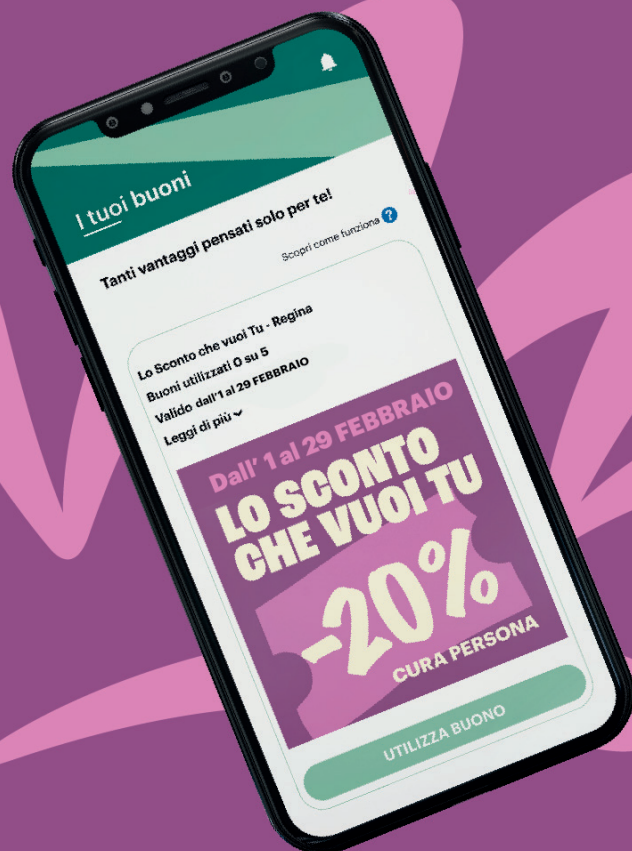 I tuoi buoni
Tanti vantaggi pensati solo per te!
Scopri come funziona ?
Lo Sconto che vuoi Tu - Regina
Buoni utilizzati 0 su 5
Valido dall'1 al 29 FEBBRAIO
Leggi di più
Dall' 1 al 29 FEBBRAIO
LO SCONTO
CHE VUOI TU
-20%
CURA PERSONA
UTILIZZA BUONO